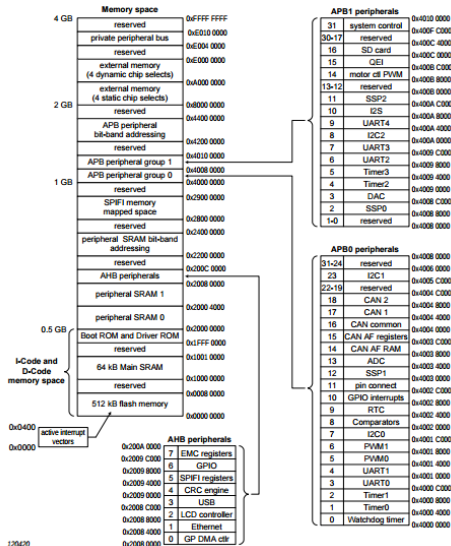 Memory space
4 GB
0xFFFF FFFF
reserved
0xE010 0000
private peripheral bus
0xE004 0000
reserved
0xE000 0000
external memory
(4 dynamic chip selects)
0xA000 0000
external memory
(4 static chip selects)
2 GB
0x8000 0000
reserved
0x4400 0000
APB peripheral
bit-band addressing
0x4200 0000
reserved
0x4010 0000
APB peripheral group 1
0x4008 0000
APB peripheral group 0
1 GB
0x4000 0000
reserved
0x2900 0000
SPIFI memory
mapped space
0x2800 0000
reserved
0x2400 0000
peripheral SRAM bit-band
addressing
0x2200 0000
reserved
0x200C 0000
AHB peripherals
0x2008 0000
peripheral SRAM 1
0x2000 4000
peripheral SRAM 0
0.5 GB
0x2000 0000
Boot ROM and Driver ROM
0x1FFF 0000
reserved
0x1001 0000
64 kB Main SRAM
0x1000 0000
reserved
0x0008 0000
512 kB flash memory
0x0000 0000
I-Code and
D-Code
memory space
0x0400
0x0000
active interrupt
vectors
APB1 peripherals
0x4010 0000
31 system control
0x400F C000
30-17 reserved
0x400C 4000
16 SD card
0x400C 0000
15 QEI
0x400B C000
14 motor ctl PWM
0x400B 8000
13-12 reserved
0x400B 0000
11 SSP2
0x400A C000
10 I2S
0x400A 8000
9 UART4
0x400A 4000
8 I2C2
0x400A 0000
7 UART3
0x4009 C000
6 UART2
0x4009 8000
5 Timer3
0x4009 4000
4 Timer2
0x4009 0000
3 DAC
0x4008 C000
2 SSP0
0x4008 8000
1-0 reserved
0x4008 0000
APB0 peripherals
0x4008 0000
31-24 reserved
0x4006 0000
23 I2C1
0x4005 C000
22-19 reserved
0x4004 C000
18 CAN 2
0x4004 8000
17 CAN 1
0x4004 4000
16 CAN common
0x4004 0000
15 CAN AF registers
0x4003 C000
14 CAN AF RAM
0x4003 8000
13 ADC
0x4003 4000
12 SSP1
0x4003 0000
11 pin connect
0x4002 C000
10 GPIO interrupts
0x4002 8000
9 RTC
0x4002 4000
8 Comparators
0x4002 0000
7 I2C0
0x4001 C000
6 PWM1
0x4001 8000
5 PWM0
0x4001 4000
4 UART1
0x4001 0000
3 UART0
0x4000 C000
2 Timer1
0x4000 8000
1 Timer0
0x4000 4000
0 Watchdog timer
0x4000 0000
AHB peripherals
0x200A 0000
7 EMC registers
0x2009 C000
6 GPIO
0x2009 8000
5 SPIFI registers
0x2009 4000
4 CRC engine
0x2009 0000
3 USB
0x2008 C000
2 LCD controller
0x2008 8000
1 Ethernet
0x2008 4000
0 GP DMA ctlr
0x2008 0000
120420